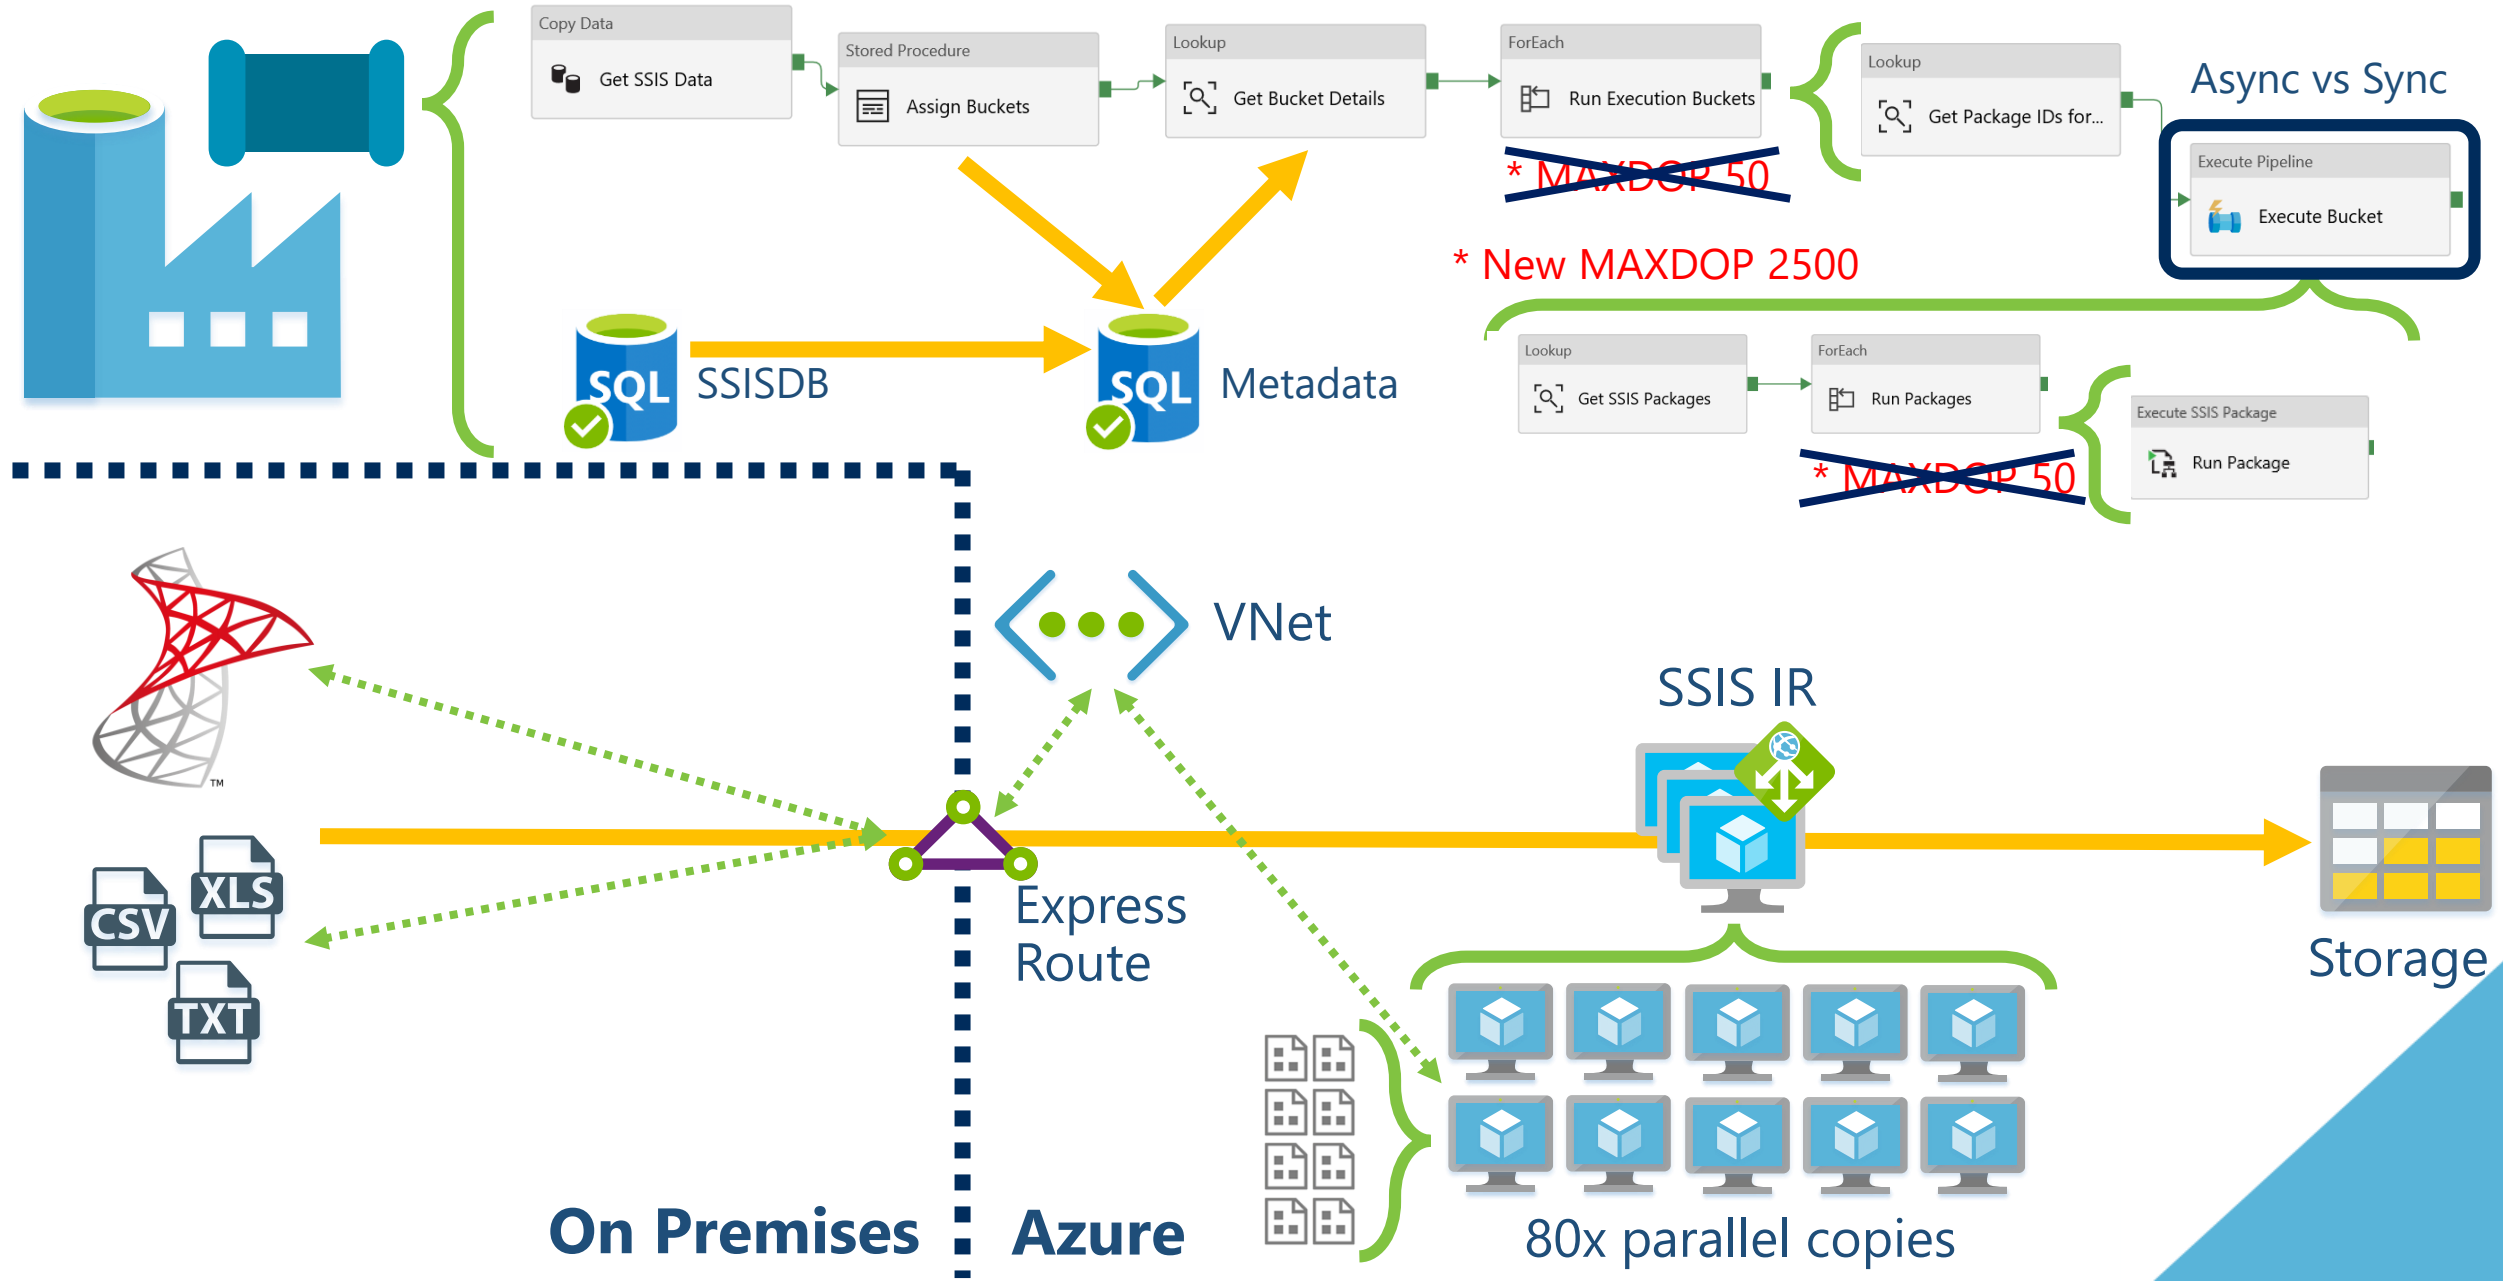 Copy Data
Get SSIS Data
Stored Procedure
Assign Buckets
Lookup
Get Bucket Details
ForEach
Run Execution Buckets
* MAXDOP 50
Lookup
Get Package IDs for...
Async vs Sync
Execute Pipeline
Execute Bucket
* New MAXDOP 2500
SQL
SSISDB
SQL
Metadata
Lookup
Get SSIS Packages
ForEach
Run Packages
* MAXDOP 50
Execute SSIS Package
Run Package
VNet
SSIS IR
TM
XLS
CSV
TXT
Express
Route
Storage
On Premises
Azure
80x parallel copies